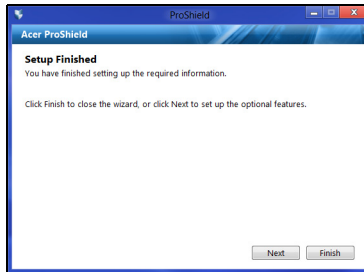 ProShield
Acer ProShield
Setup Finished
You have finished setting up the required information.
Click Finish to close the wizard, or click Next to set up the optional features.
Next
Finish